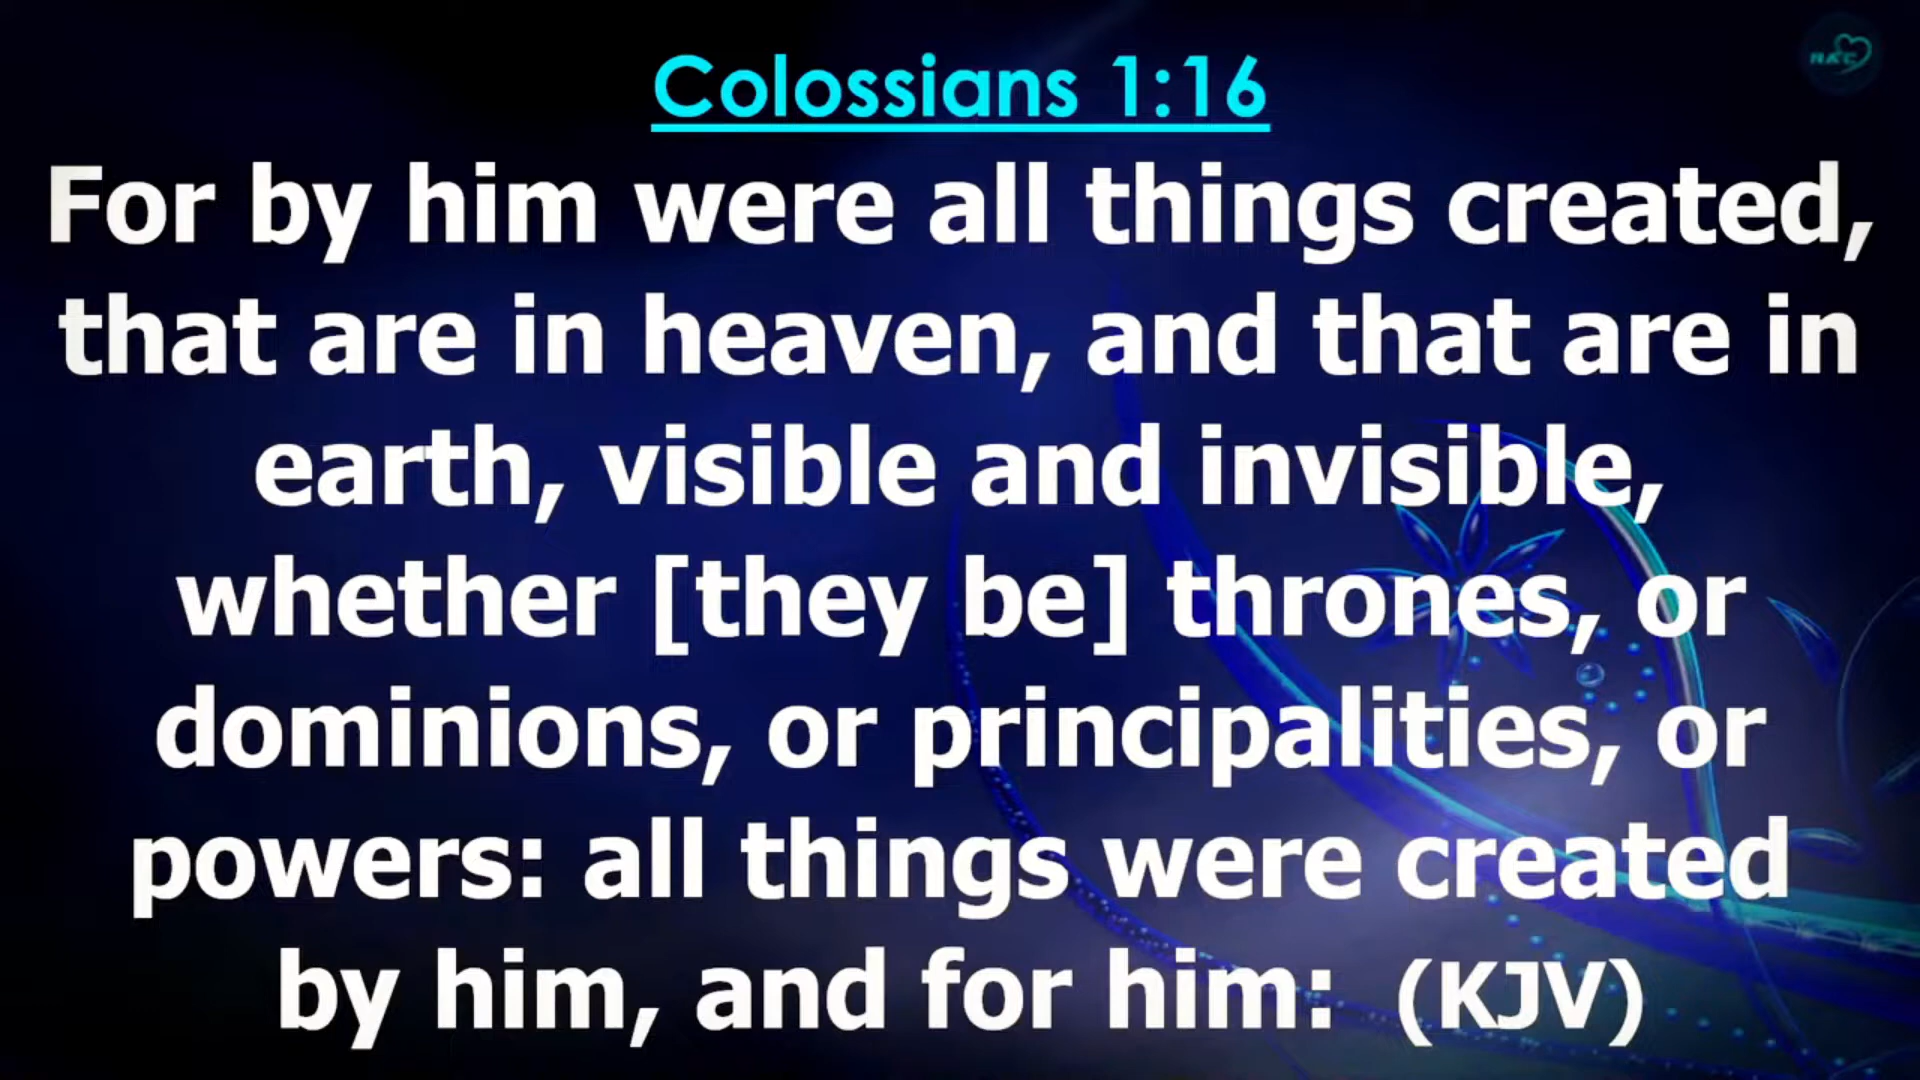 NAC
Colossians 1:16
For by him were all things created,
that are in heaven, and that are in
earth, visible and invisible,
whether [they be] thrones, or
dominions, or principalities, or
powers: all things were created
by him, and for him: (KJV)